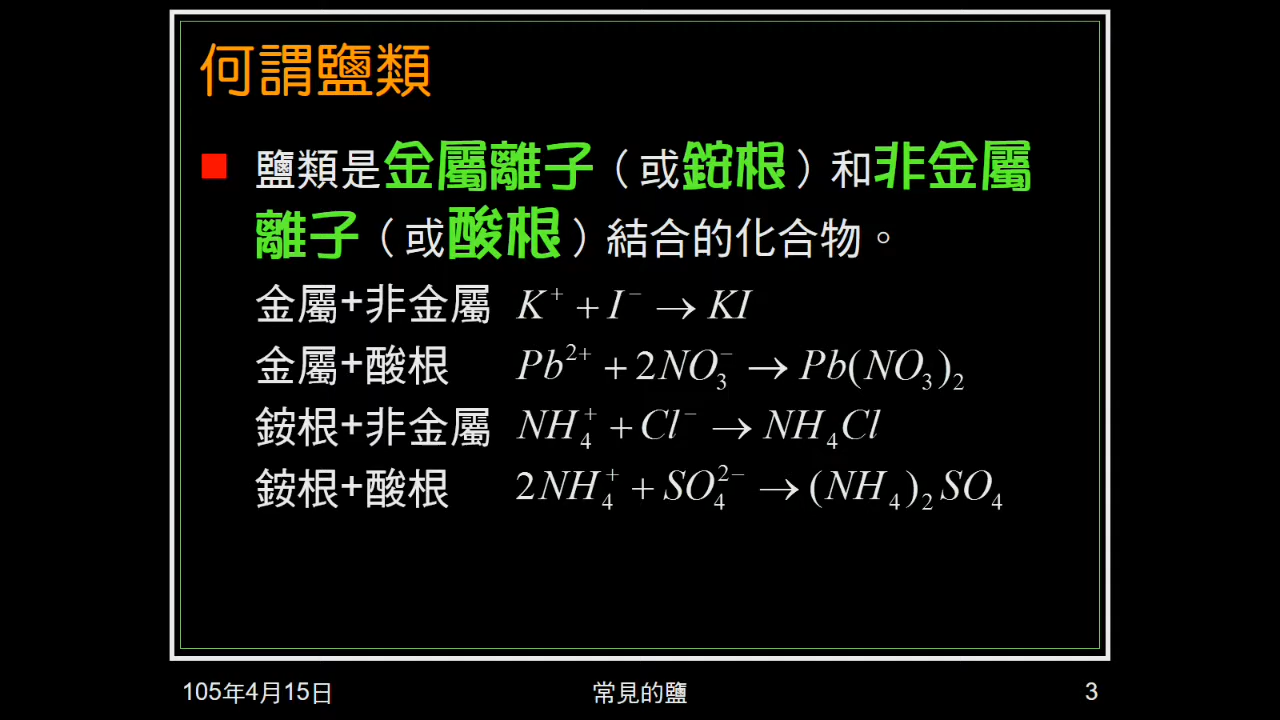 何謂鹽類
鹽類是金屬離子（或銨根）和非金屬
離子（或酸根）結合的化合物。
金屬+非金屬 K⁺ + I⁻ → KI
金屬+酸根 Pb²⁺ + 2NO₃⁻ → Pb(NO₃)₂
銨根+非金屬 NH₄⁺ + Cl⁻ → NH₄Cl
銨根+酸根 2NH₄⁺ + SO₄²⁻ → (NH₄)₂SO₄
105年4月15日 常見的鹽 3